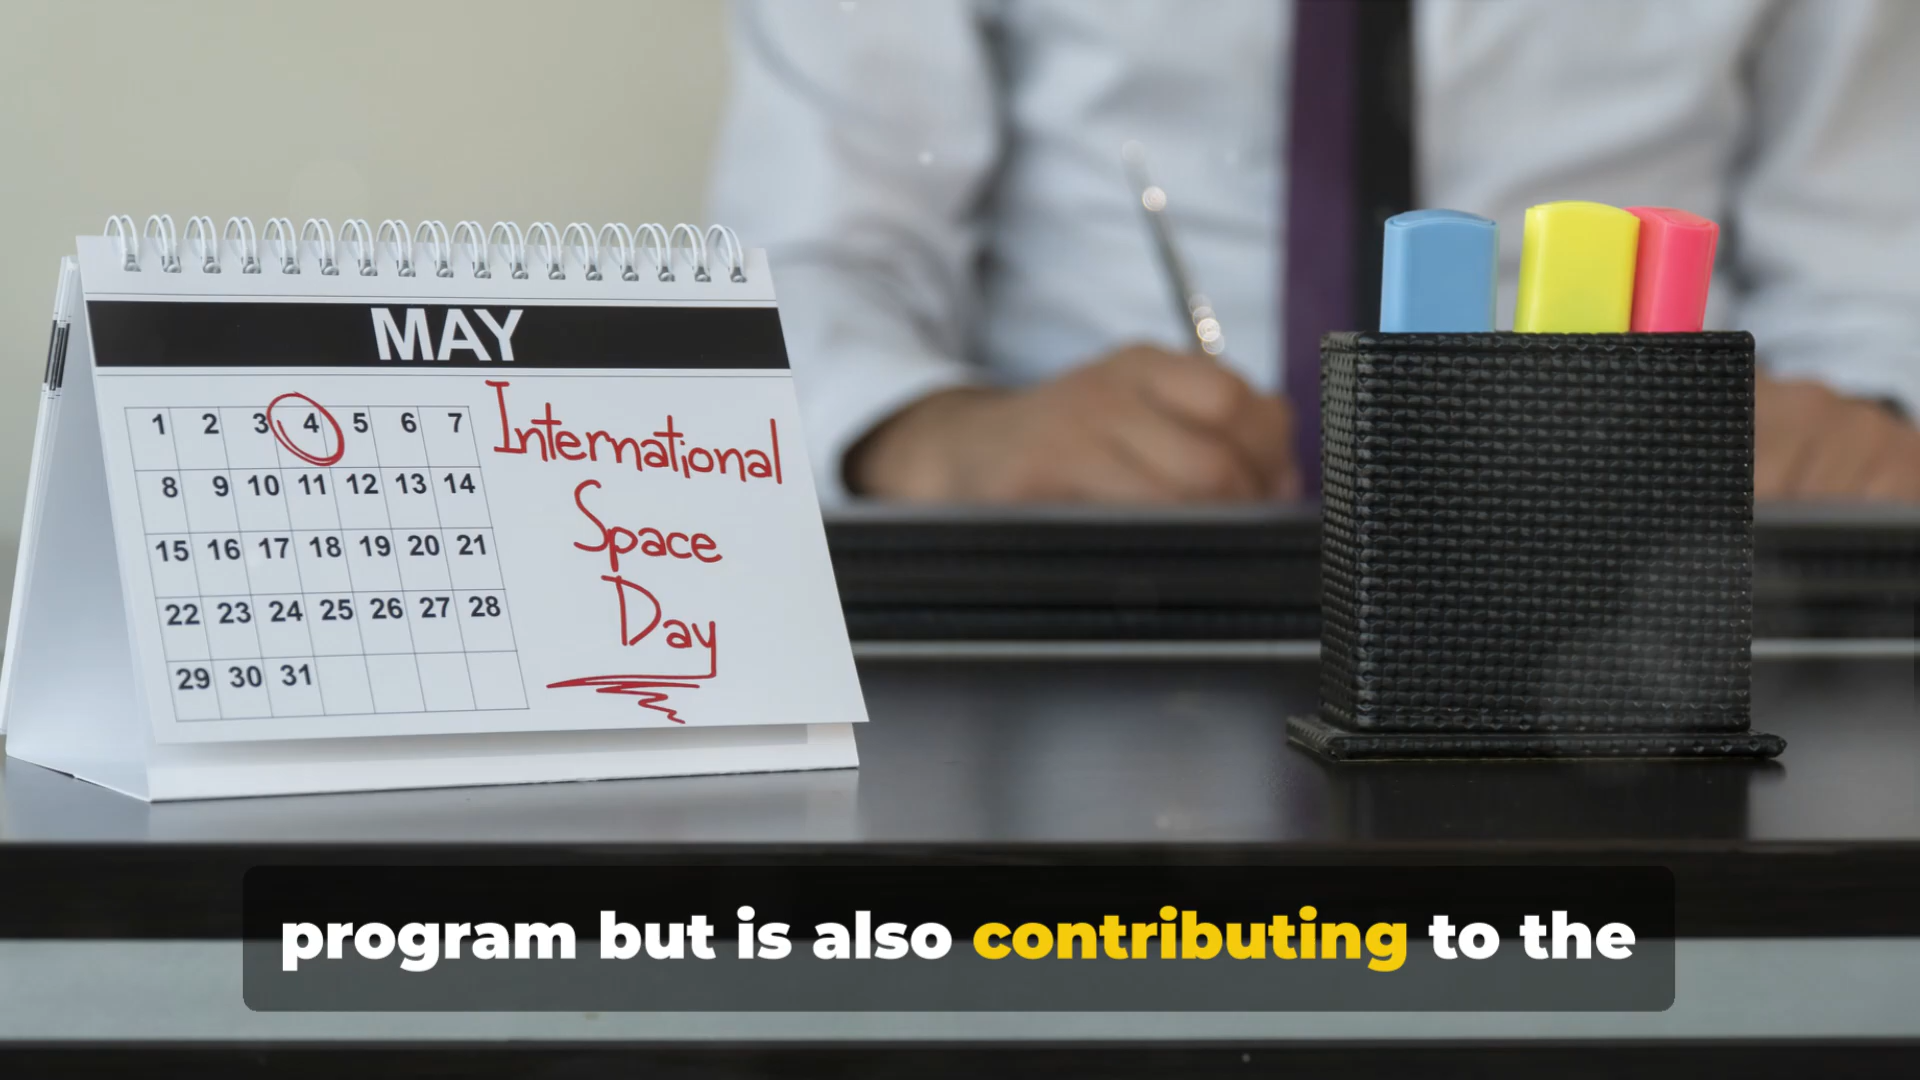 MAY
1 2 3 4 5 6 7
8 9 10 11 12 13 14
15 16 17 18 19 20 21
22 23 24 25 26 27 28
29 30 31
International
Space
Day
program but is also contributing to the